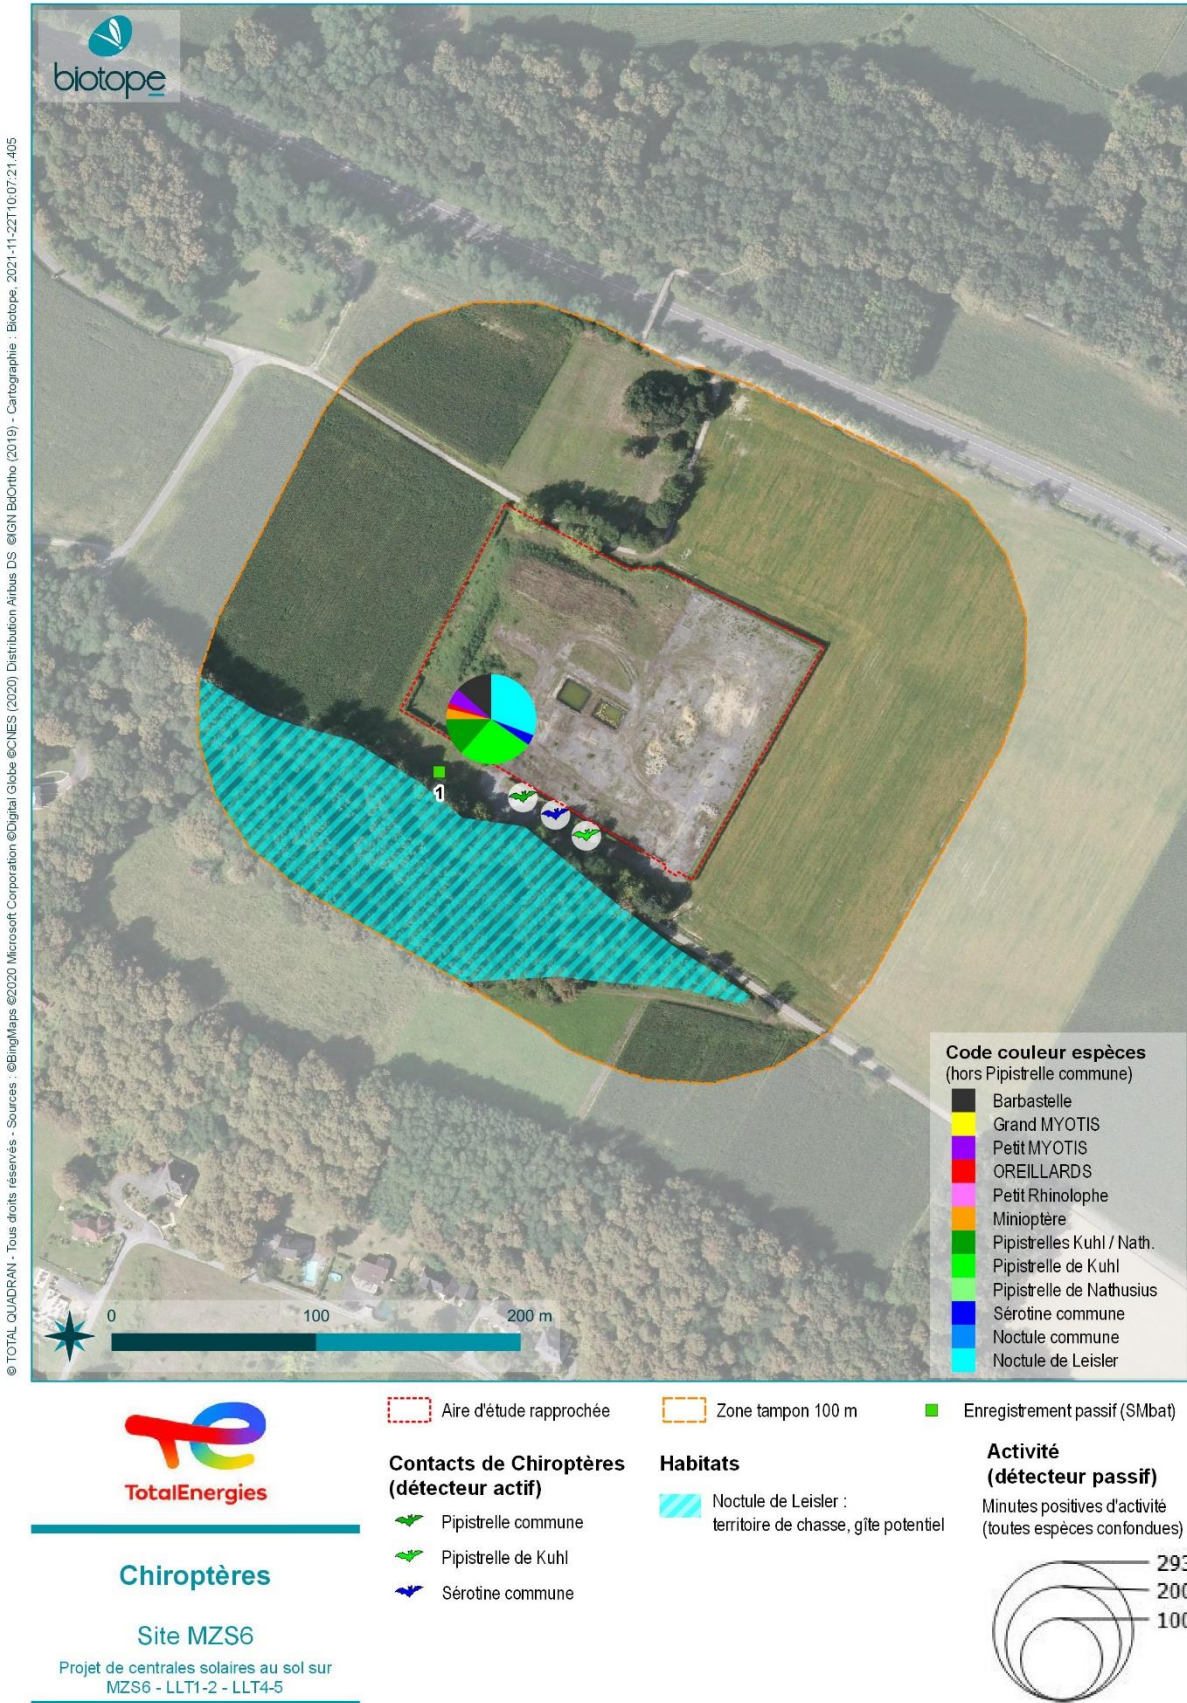 biotope
© TOTAL QUADRAN - Tous droits réservés - Sources : ©BingMaps ©2020 Microsoft Corporation ©Digital Globe ©CNES (2020) Distribution Airbus DS ©IGN BdOrtho (2019) - Cartographie : Biotope, 2021-11-22T10:07:21.405
1
Code couleur espèces
(hors Pipistrelle commune)
Barbastelle
Grand MYOTIS
Petit MYOTIS
OREILLARDS
Petit Rhinolophe
Minioptère
Pipistrelles Kuhl / Nath.
Pipistrelle de Kuhl
Pipistrelle de Nathusius
Sérotine commune
Noctule commune
Noctule de Leisler
0 100 200 m
TotalEnergies
Chiroptères
Site MZS6
Projet de centrales solaires au sol sur
MZS6 - LLT1-2 - LLT4-5
Aire d'étude rapprochée
Zone tampon 100 m
Enregistrement passif (SMbat)
Contacts de Chiroptères
(détecteur actif)
Pipistrelle commune
Pipistrelle de Kuhl
Sérotine commune
Habitats
Noctule de Leisler :
territoire de chasse, gîte potentiel
Activité
(détecteur passif)
Minutes positives d'activité
(toutes espèces confondues)
293
200
100